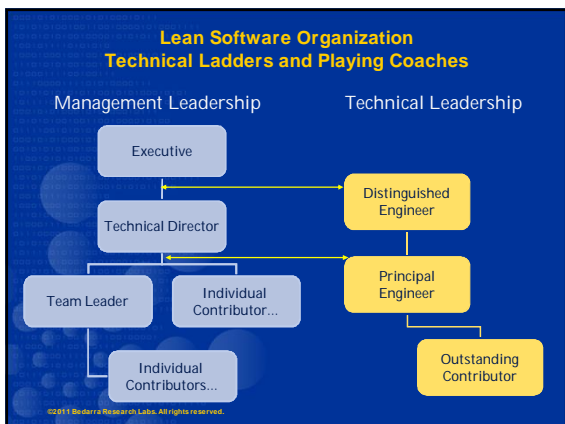 Lean Software Organization
Technical Ladders and Playing Coaches
Management Leadership
Technical Leadership
Executive
Distinguished
Engineer
Technical Director
Principal
Engineer
Team Leader
Individual
Contributor...
Outstanding
Contributor
Individual
Contributors...
©2011 Bedarra Research Labs. All rights reserved.